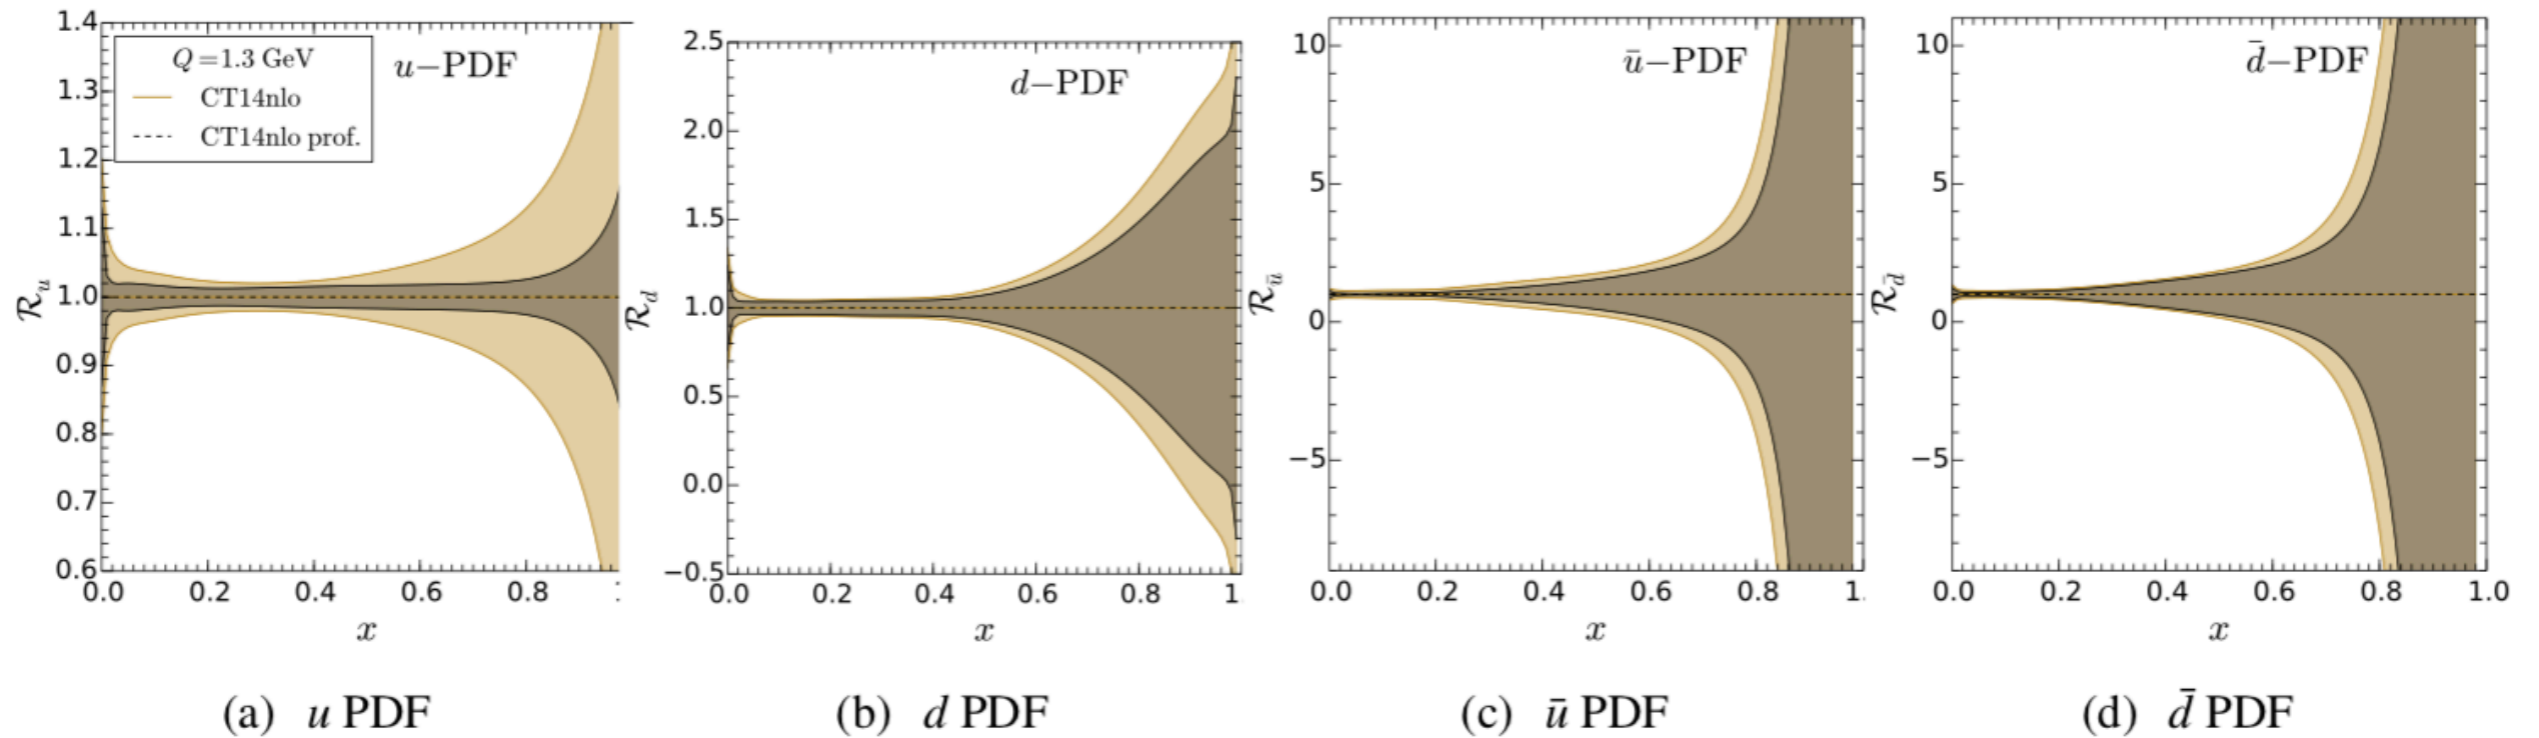 1.4
1.3
1.2
1.1
1.0
0.9
0.8
0.7
0.6
Q = 1.3 GeV
CT14nlo
CT14nlo prof.
u−PDF
ℛ_u
0.0 0.2 0.4 0.6 0.8
x
(a) u PDF
2.5
2.0
1.5
1.0
0.5
0.0
−0.5
d−PDF
ℛ_d
0.0 0.2 0.4 0.6 0.8 1.
x
(b) d PDF
10
5
0
−5
ū−PDF
ℛ_ū
0.0 0.2 0.4 0.6 0.8 1.
x
(c) ū PDF
10
5
0
−5
d̄−PDF
ℛ_d̄
0.0 0.2 0.4 0.6 0.8 1.0
x
(d) d̄ PDF